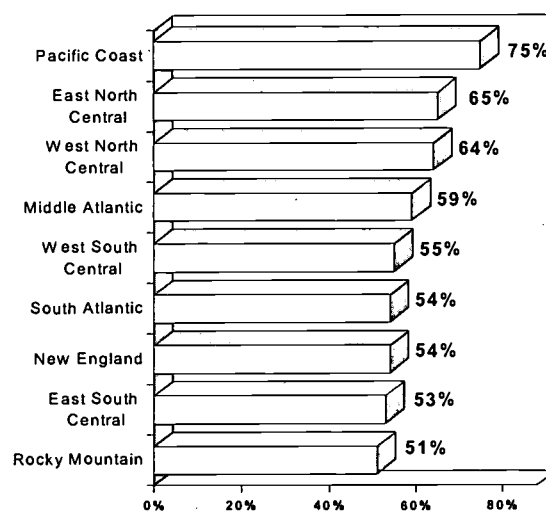 Pacific Coast 75%
East North
Central 65%
West North
Central 64%
Middle Atlantic 59%
West South
Central 55%
South Atlantic 54%
New England 54%
East South
Central 53%
Rocky Mountain 51%
0% 20% 40% 60% 80%